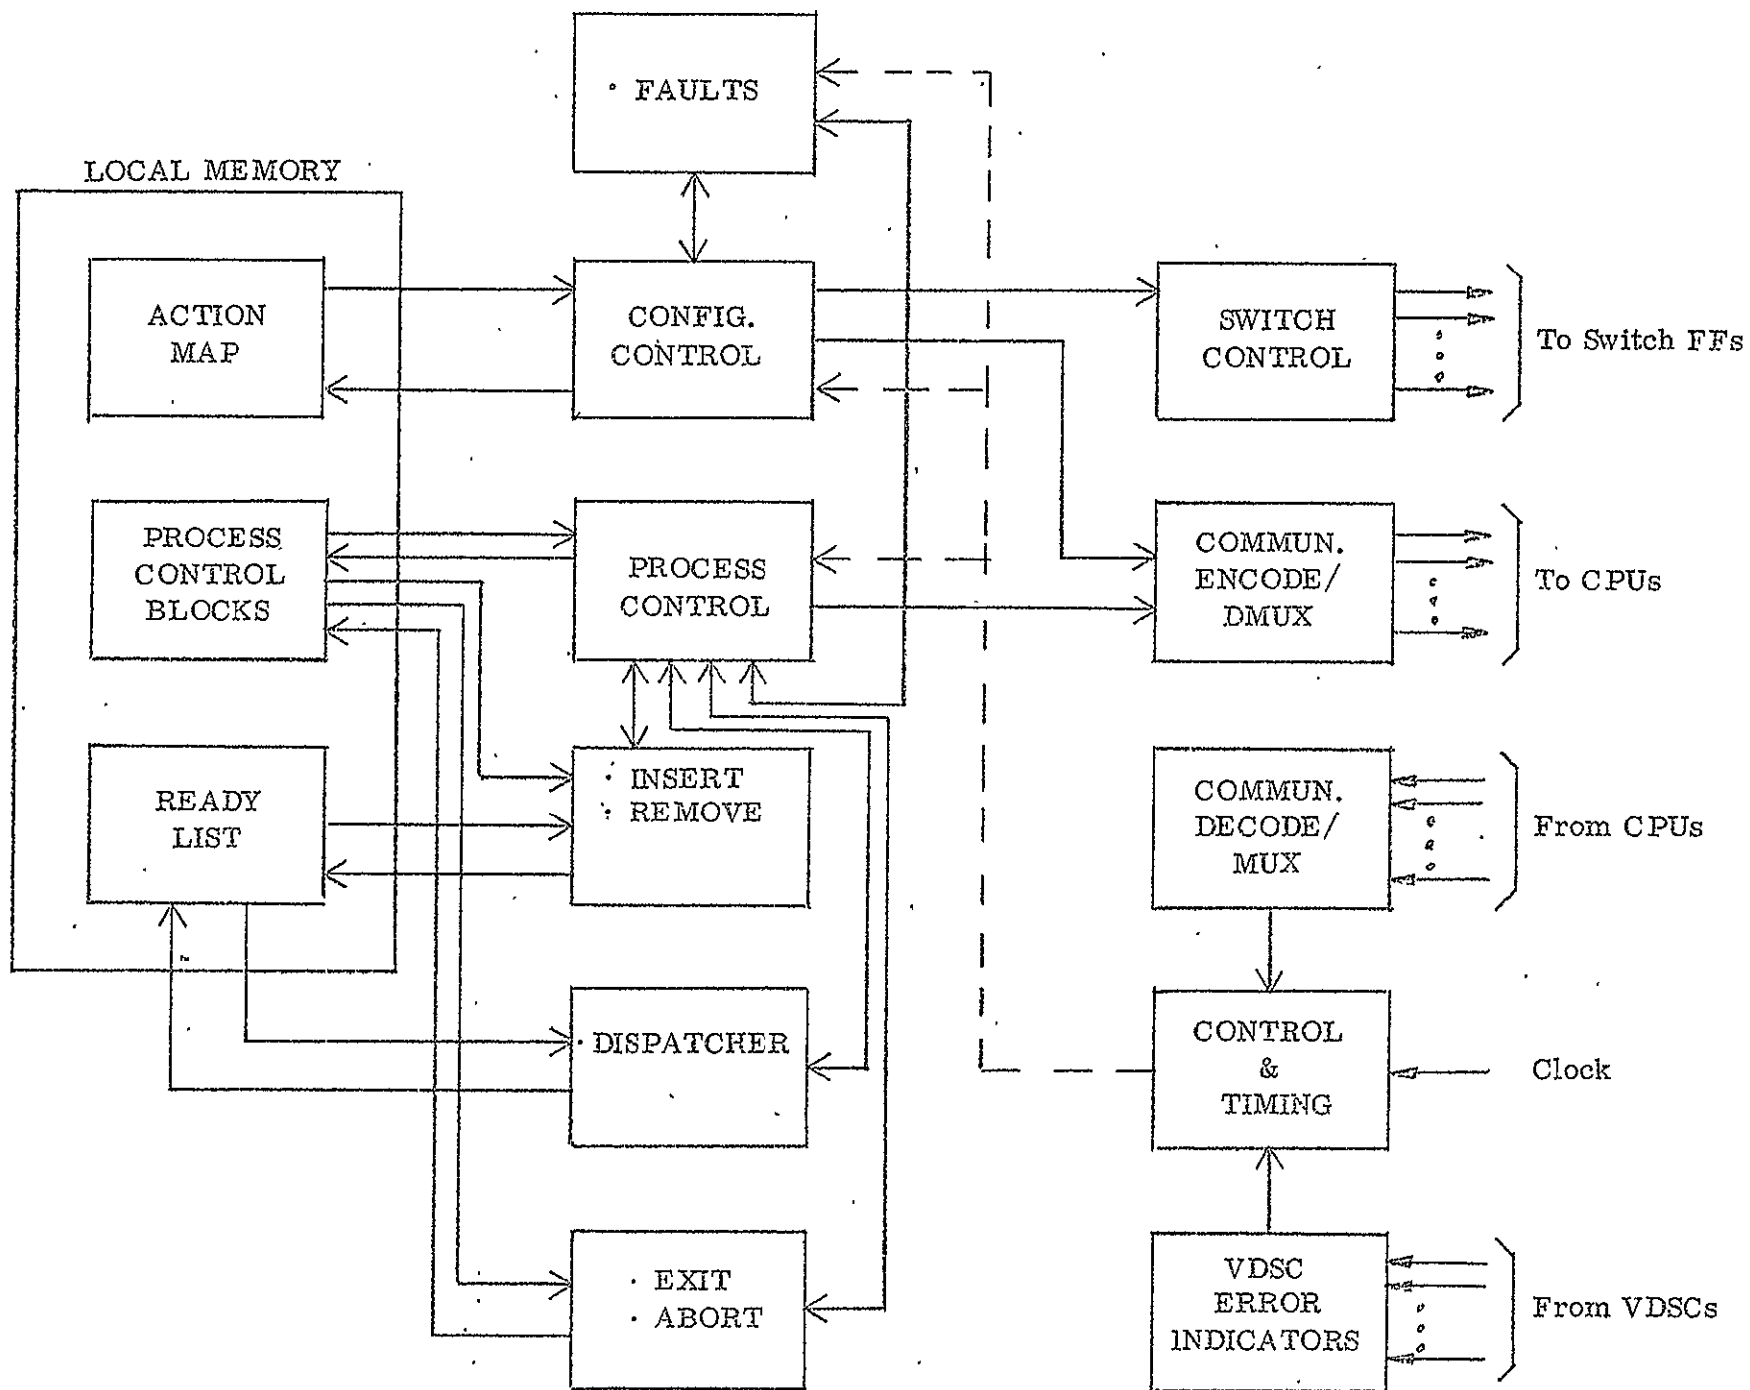 • FAULTS
LOCAL MEMORY
ACTION
MAP
CONFIG.
CONTROL
SWITCH
CONTROL
To Switch FFs
PROCESS
CONTROL
BLOCKS
PROCESS
CONTROL
COMMUN.
ENCODE/
DMUX
To CPUs
READY
LIST
• INSERT
• REMOVE
COMMUN.
DECODE/
MUX
From CPUs
• DISPATCHER
CONTROL
&
TIMING
Clock
• EXIT
• ABORT
VDSC
ERROR
INDICATORS
From VDSCs